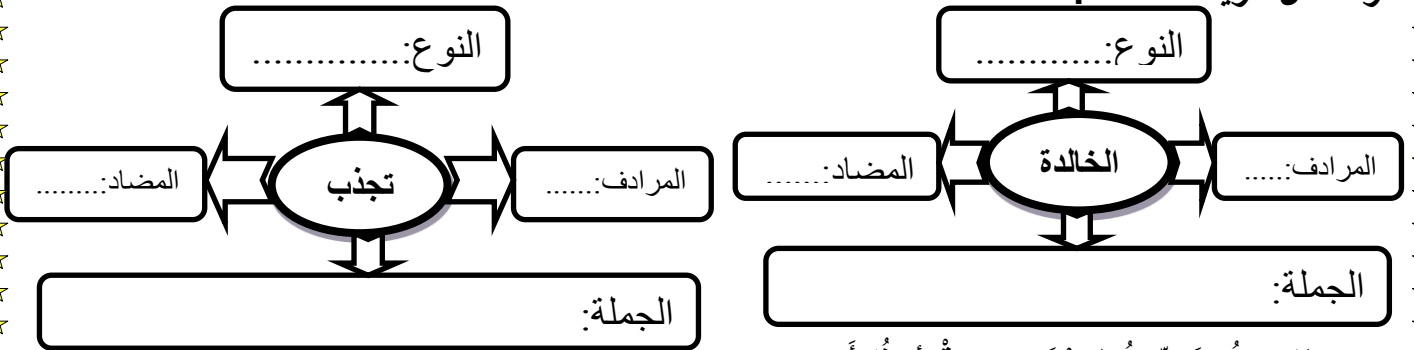 النوع:.............
المرادف:......
الخالدة
المضاد:.......
الجملة:
النوع:...............
المرادف:......
تجذب
المضاد:........
الجملة: